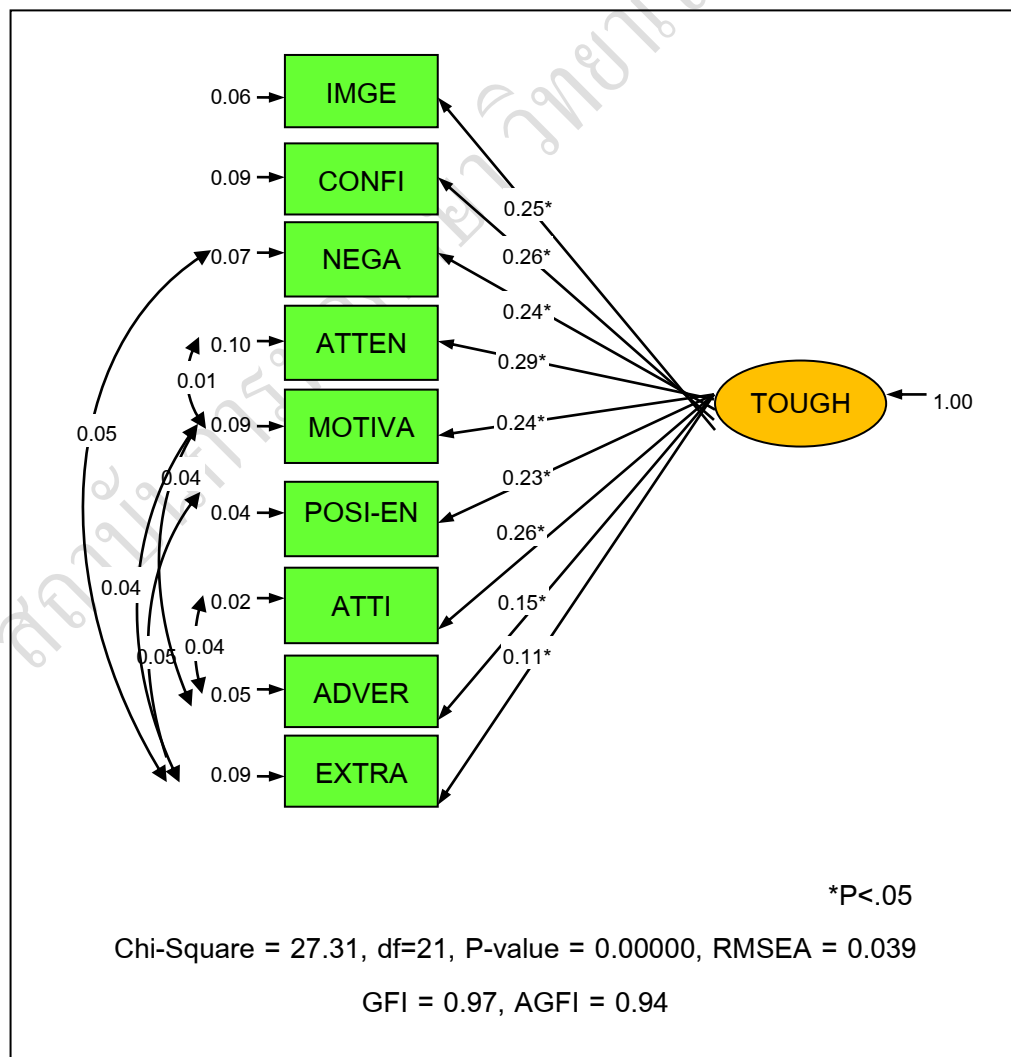 0.06
IMGE
0.09
CONFI
0.25*
0.07
NEGA
0.26*
0.24*
0.10
ATTEN
0.29*
0.01
TOUGH
1.00
0.05
0.09
MOTIVA
0.24*
0.04
0.23*
0.04
POSI-EN
0.26*
0.04
0.02
ATTI
0.15*
0.05
0.04
0.11*
0.05
ADVER
0.09
EXTRA
*P<.05
Chi-Square = 27.31, df=21, P-value = 0.00000, RMSEA = 0.039
GFI = 0.97, AGFI = 0.94